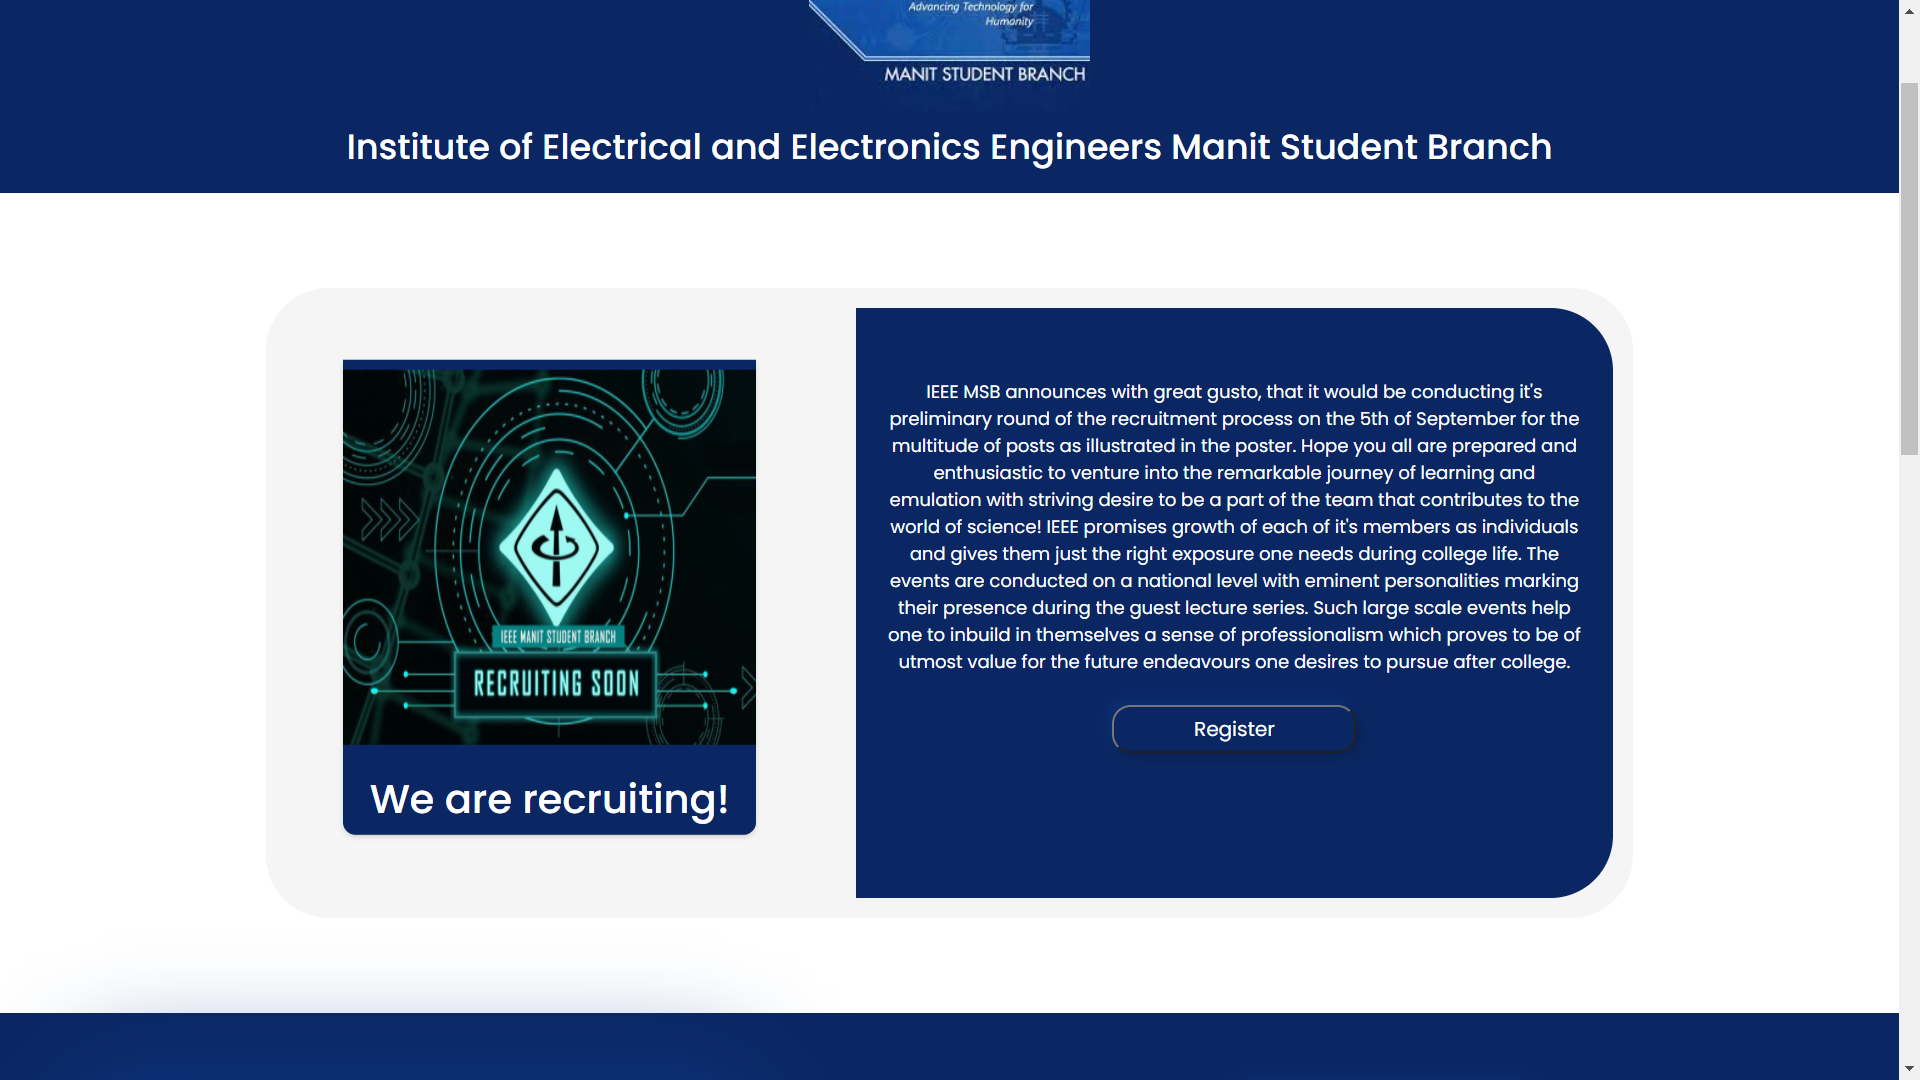 Advancing Technology for
Humanity
MANIT STUDENT BRANCH
Institute of Electrical and Electronics Engineers Manit Student Branch
IEEE MANIT STUDENT BRANCH
RECRUITING SOON
We are recruiting!
IEEE MSB announces with great gusto, that it would be conducting it's
preliminary round of the recruitment process on the 5th of September for the
multitude of posts as illustrated in the poster. Hope you all are prepared and
enthusiastic to venture into the remarkable journey of learning and
emulation with striving desire to be a part of the team that contributes to the
world of science! IEEE promises growth of each of it's members as individuals
and gives them just the right exposure one needs during college life. The
events are conducted on a national level with eminent personalities marking
their presence during the guest lecture series. Such large scale events help
one to inbuild in themselves a sense of professionalism which proves to be of
utmost value for the future endeavours one desires to pursue after college.
Register